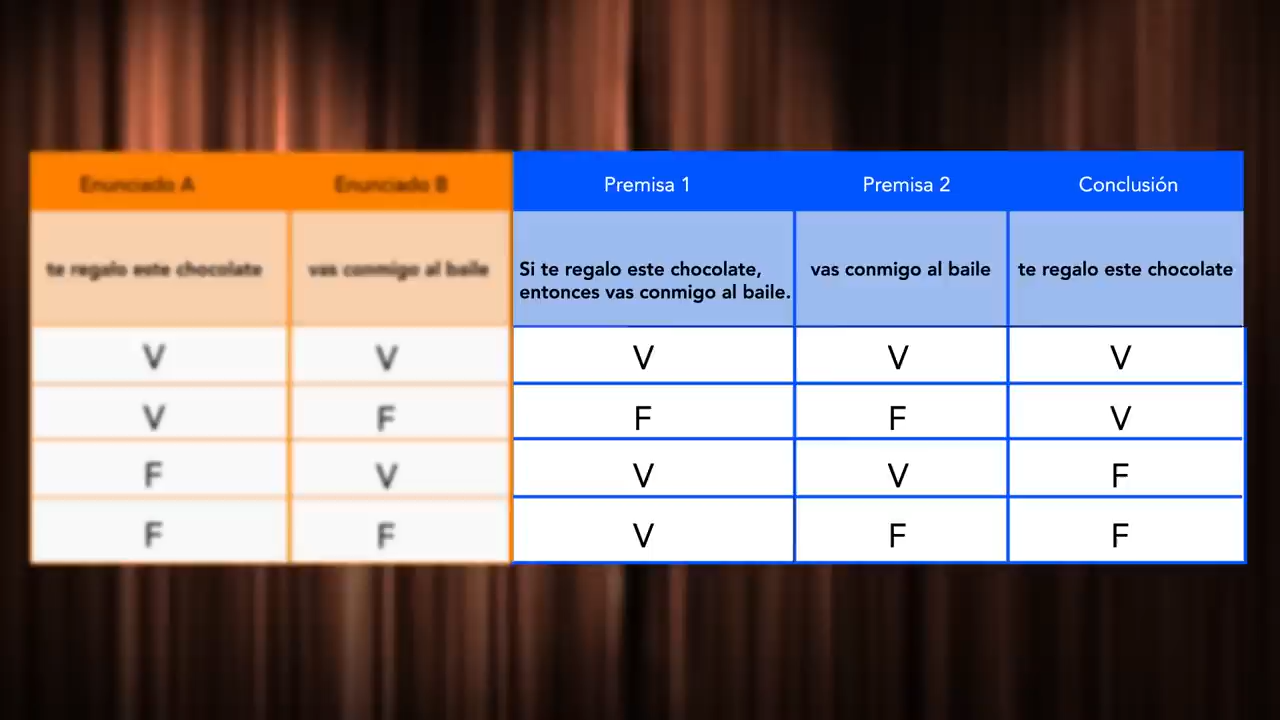 Enunciado A Enunciado B Premisa 1 Premisa 2 Conclusión
te regalo este chocolate vas conmigo al baile Si te regalo este chocolate, vas conmigo al baile te regalo este chocolate
entonces vas conmigo al baile.
V V V V V
V F F F V
F V V V F
F F V F F